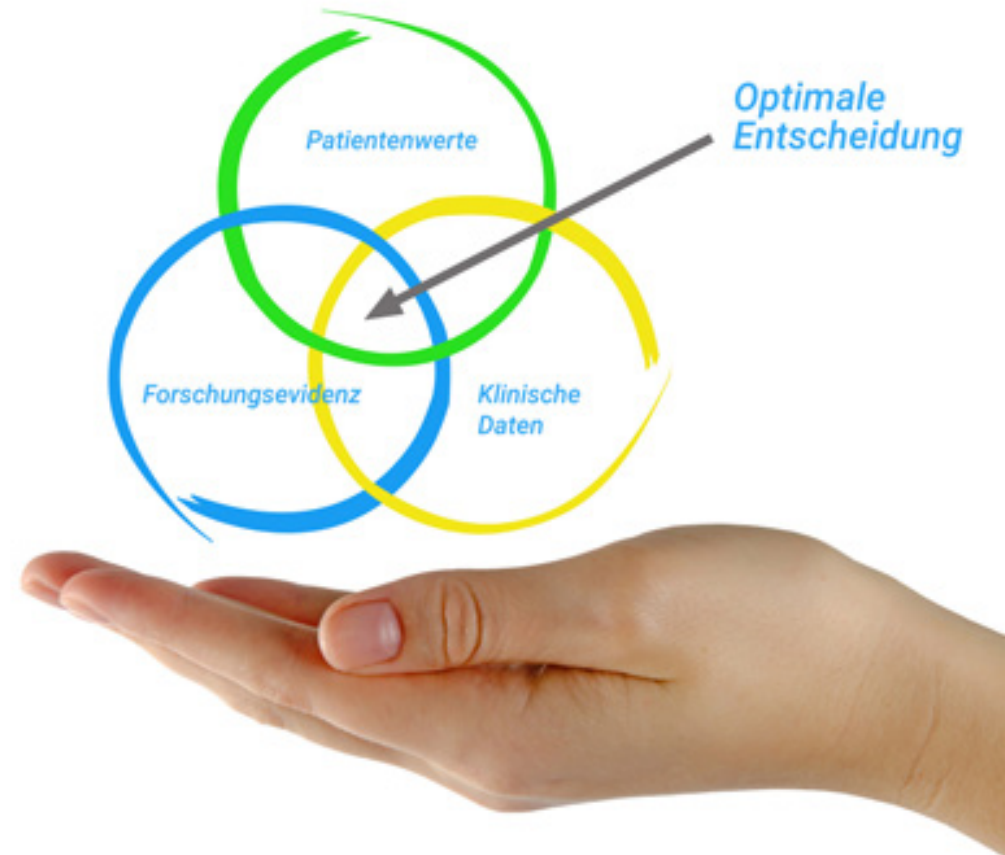 Optimale
Entscheidung
Patientenwerte
Forschungsevidenz
Klinische
Daten